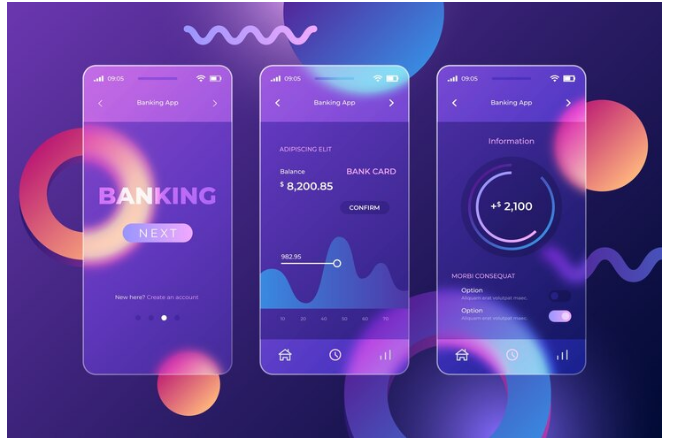 09:05
Banking App
BANKING
NEXT
New here? Create an account
09:05
Banking App
ADIPISCING ELIT
Balance
BANK CARD
$ 8,200.85
CONFIRM
982.95
10 20 40 50 60 70
09:05
Banking App
Information
+$ 2,100
MORBI CONSEQUAT
Option
Aliquam erat volutpat maec.
Option
Aliquam erat volutpat maec.